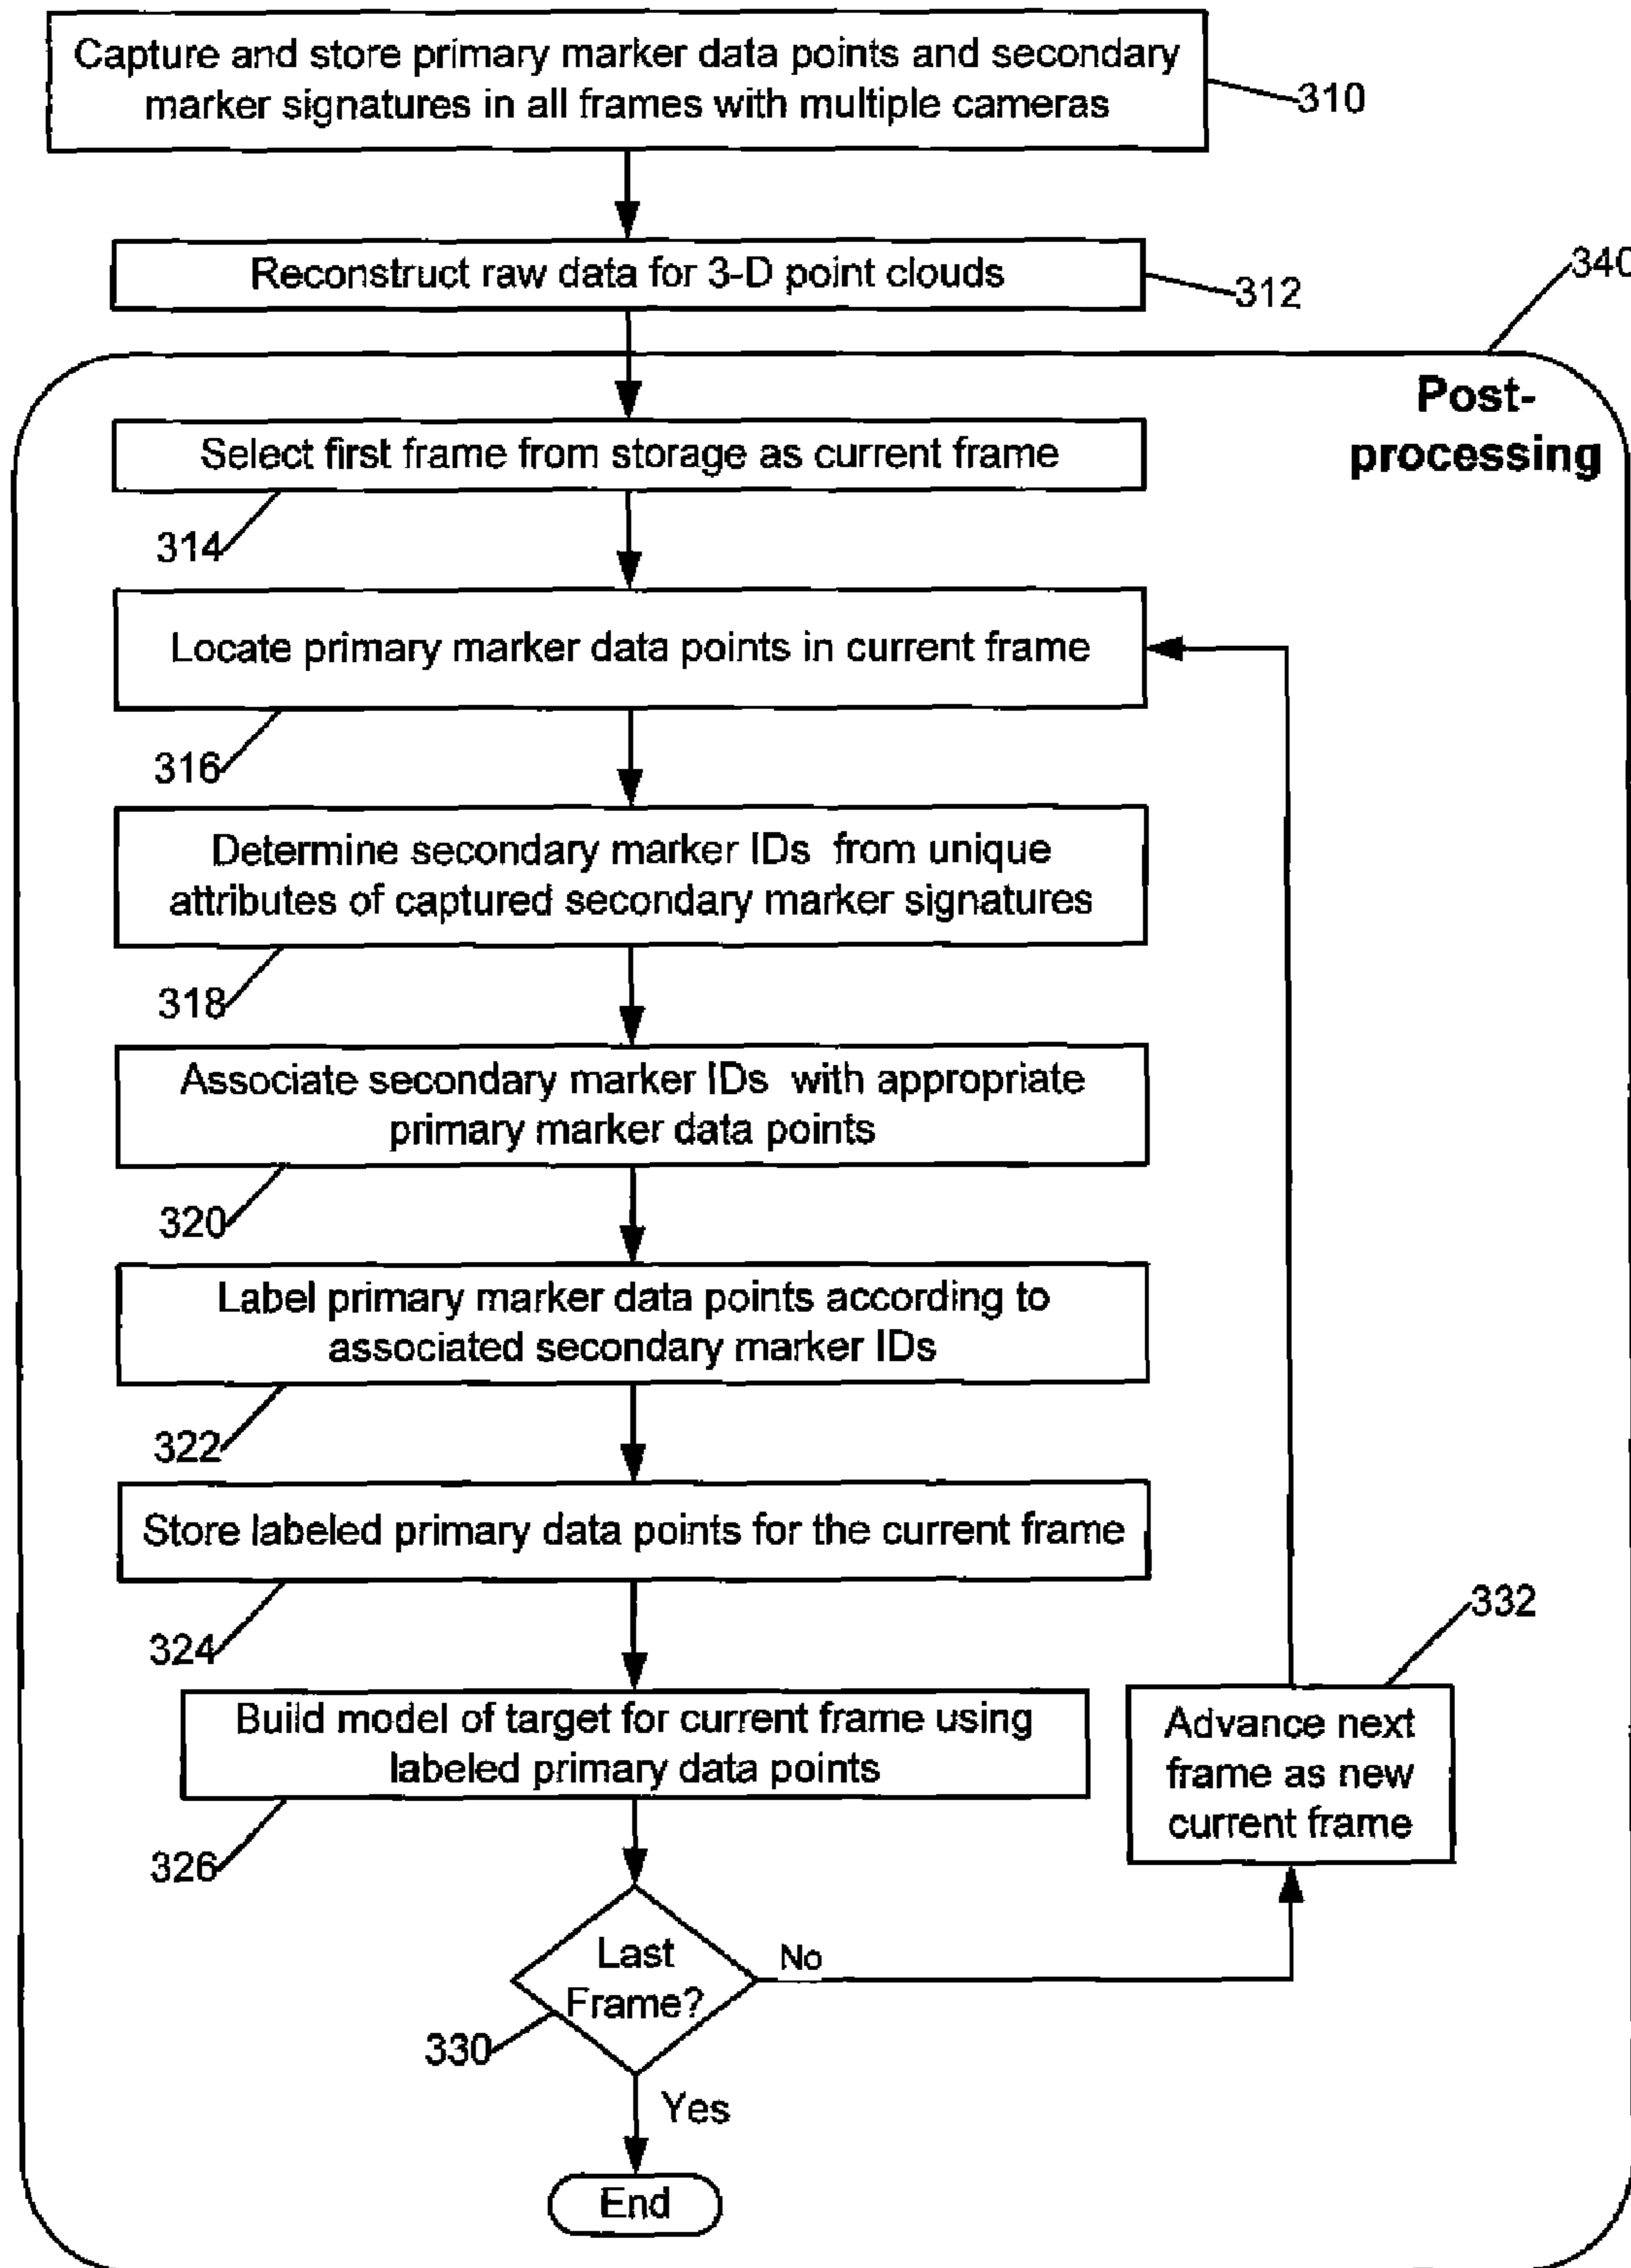 Capture and store primary marker data points and secondary
marker signatures in all frames with multiple cameras
310
Reconstruct raw data for 3-D point clouds
312
340
Post-
processing
Select first frame from storage as current frame
314
Locate primary marker data points in current frame
316
Determine secondary marker IDs from unique
attributes of captured secondary marker signatures
318
Associate secondary marker IDs with appropriate
primary marker data points
320
Label primary marker data points according to
associated secondary marker IDs
322
Store labeled primary data points for the current frame
324
332
Build model of target for current frame using
labeled primary data points
326
Advance next
frame as new
current frame
Last
Frame?
No
330
Yes
End